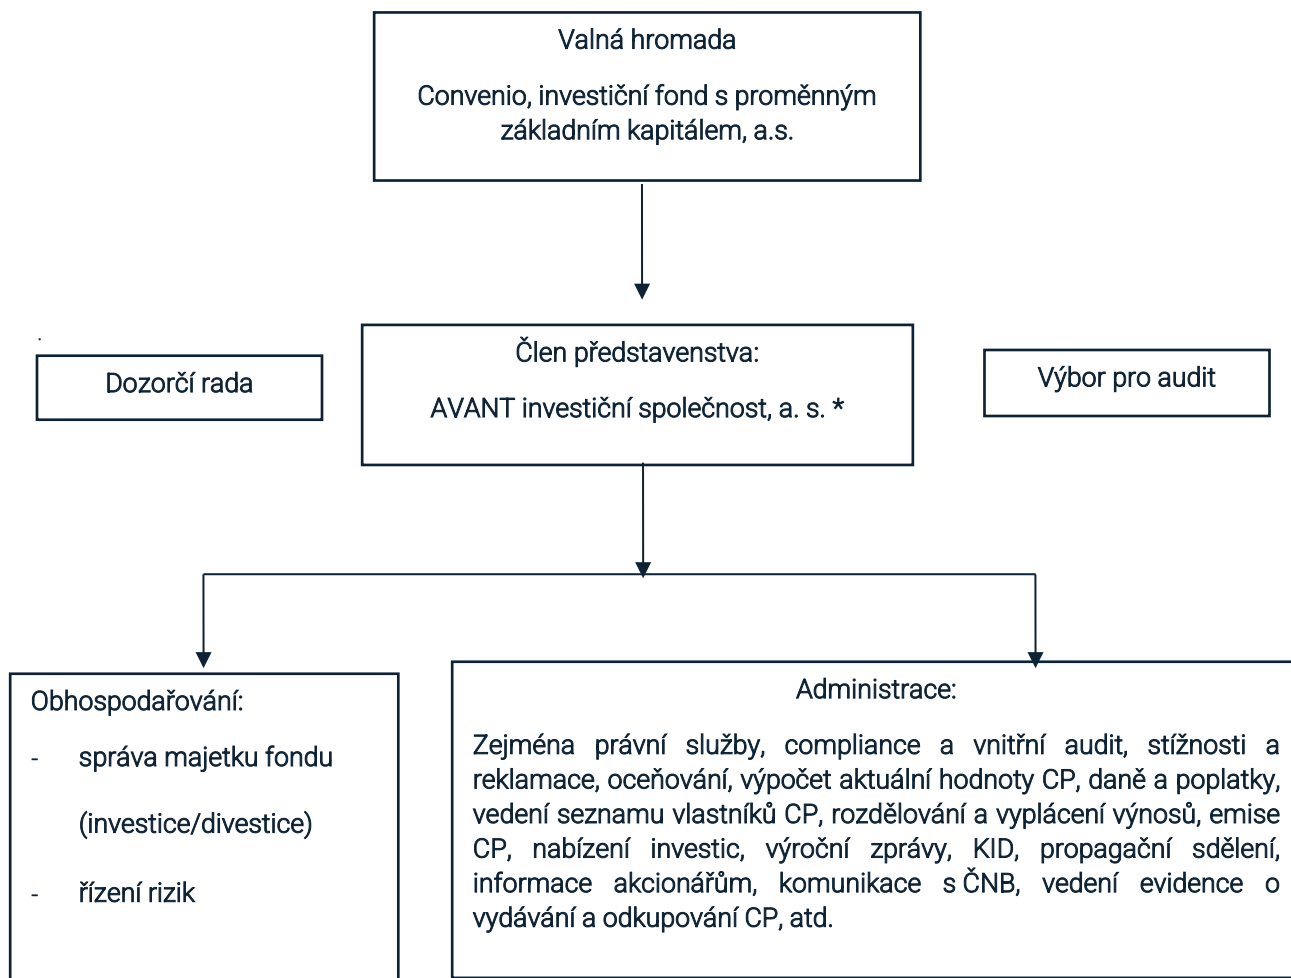 Valná hromada
Convenio, investiční fond s proměnným
základním kapitálem, a.s.
.
Dozorčí rada
Člen představenstva:
AVANT investiční společnost, a. s. *
Výbor pro audit
Obhospodařování:
- správa majetku fondu
(investice/divestice)
- řízení rizik
Administrace:
Zejména právní služby, compliance a vnitřní audit, stížnosti a
reklamace, oceňování, výpočet aktuální hodnoty CP, daně a poplatky,
vedení seznamu vlastníků CP, rozdělování a vyplácení výnosů, emise
CP, nabízení investic, výroční zprávy, KID, propagační sdělení,
informace akcionářům, komunikace s ČNB, vedení evidence o
vydávání a odkupování CP, atd.